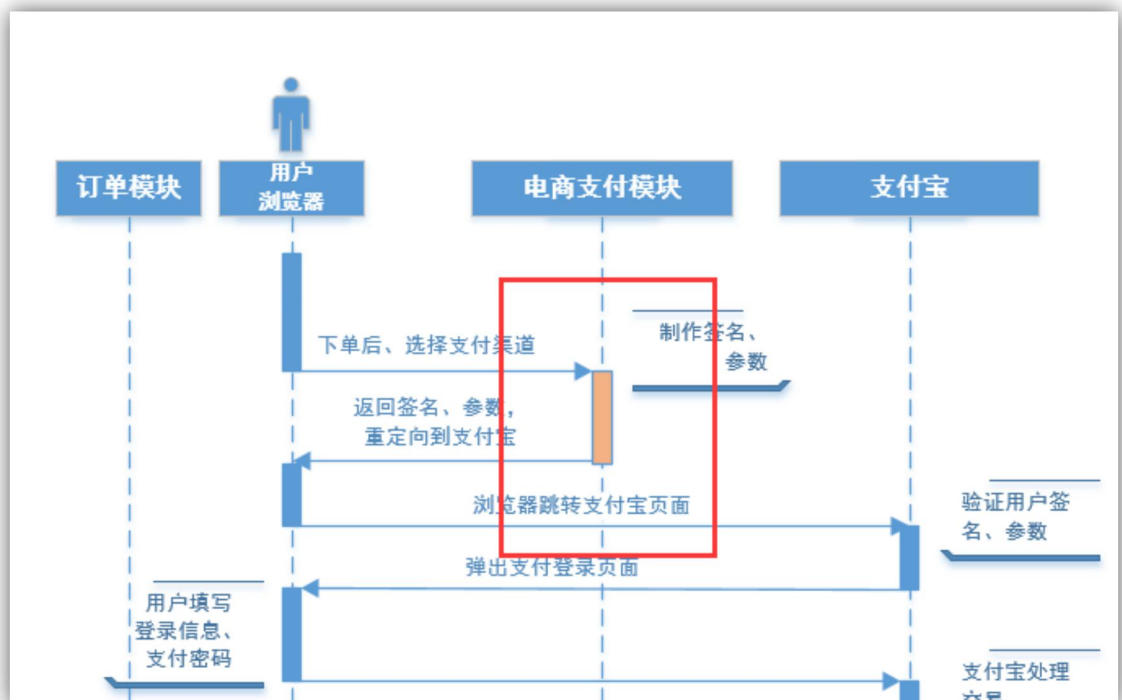 订单模块
用户
浏览器
电商支付模块
支付宝
下单后、选择支付渠道
制作签名、
参数
返回签名、参数，
重定向到支付宝
浏览器跳转支付宝页面
验证用户签
名、参数
弹出支付登录页面
用户填写
登录信息、
支付密码
支付宝处理
交易